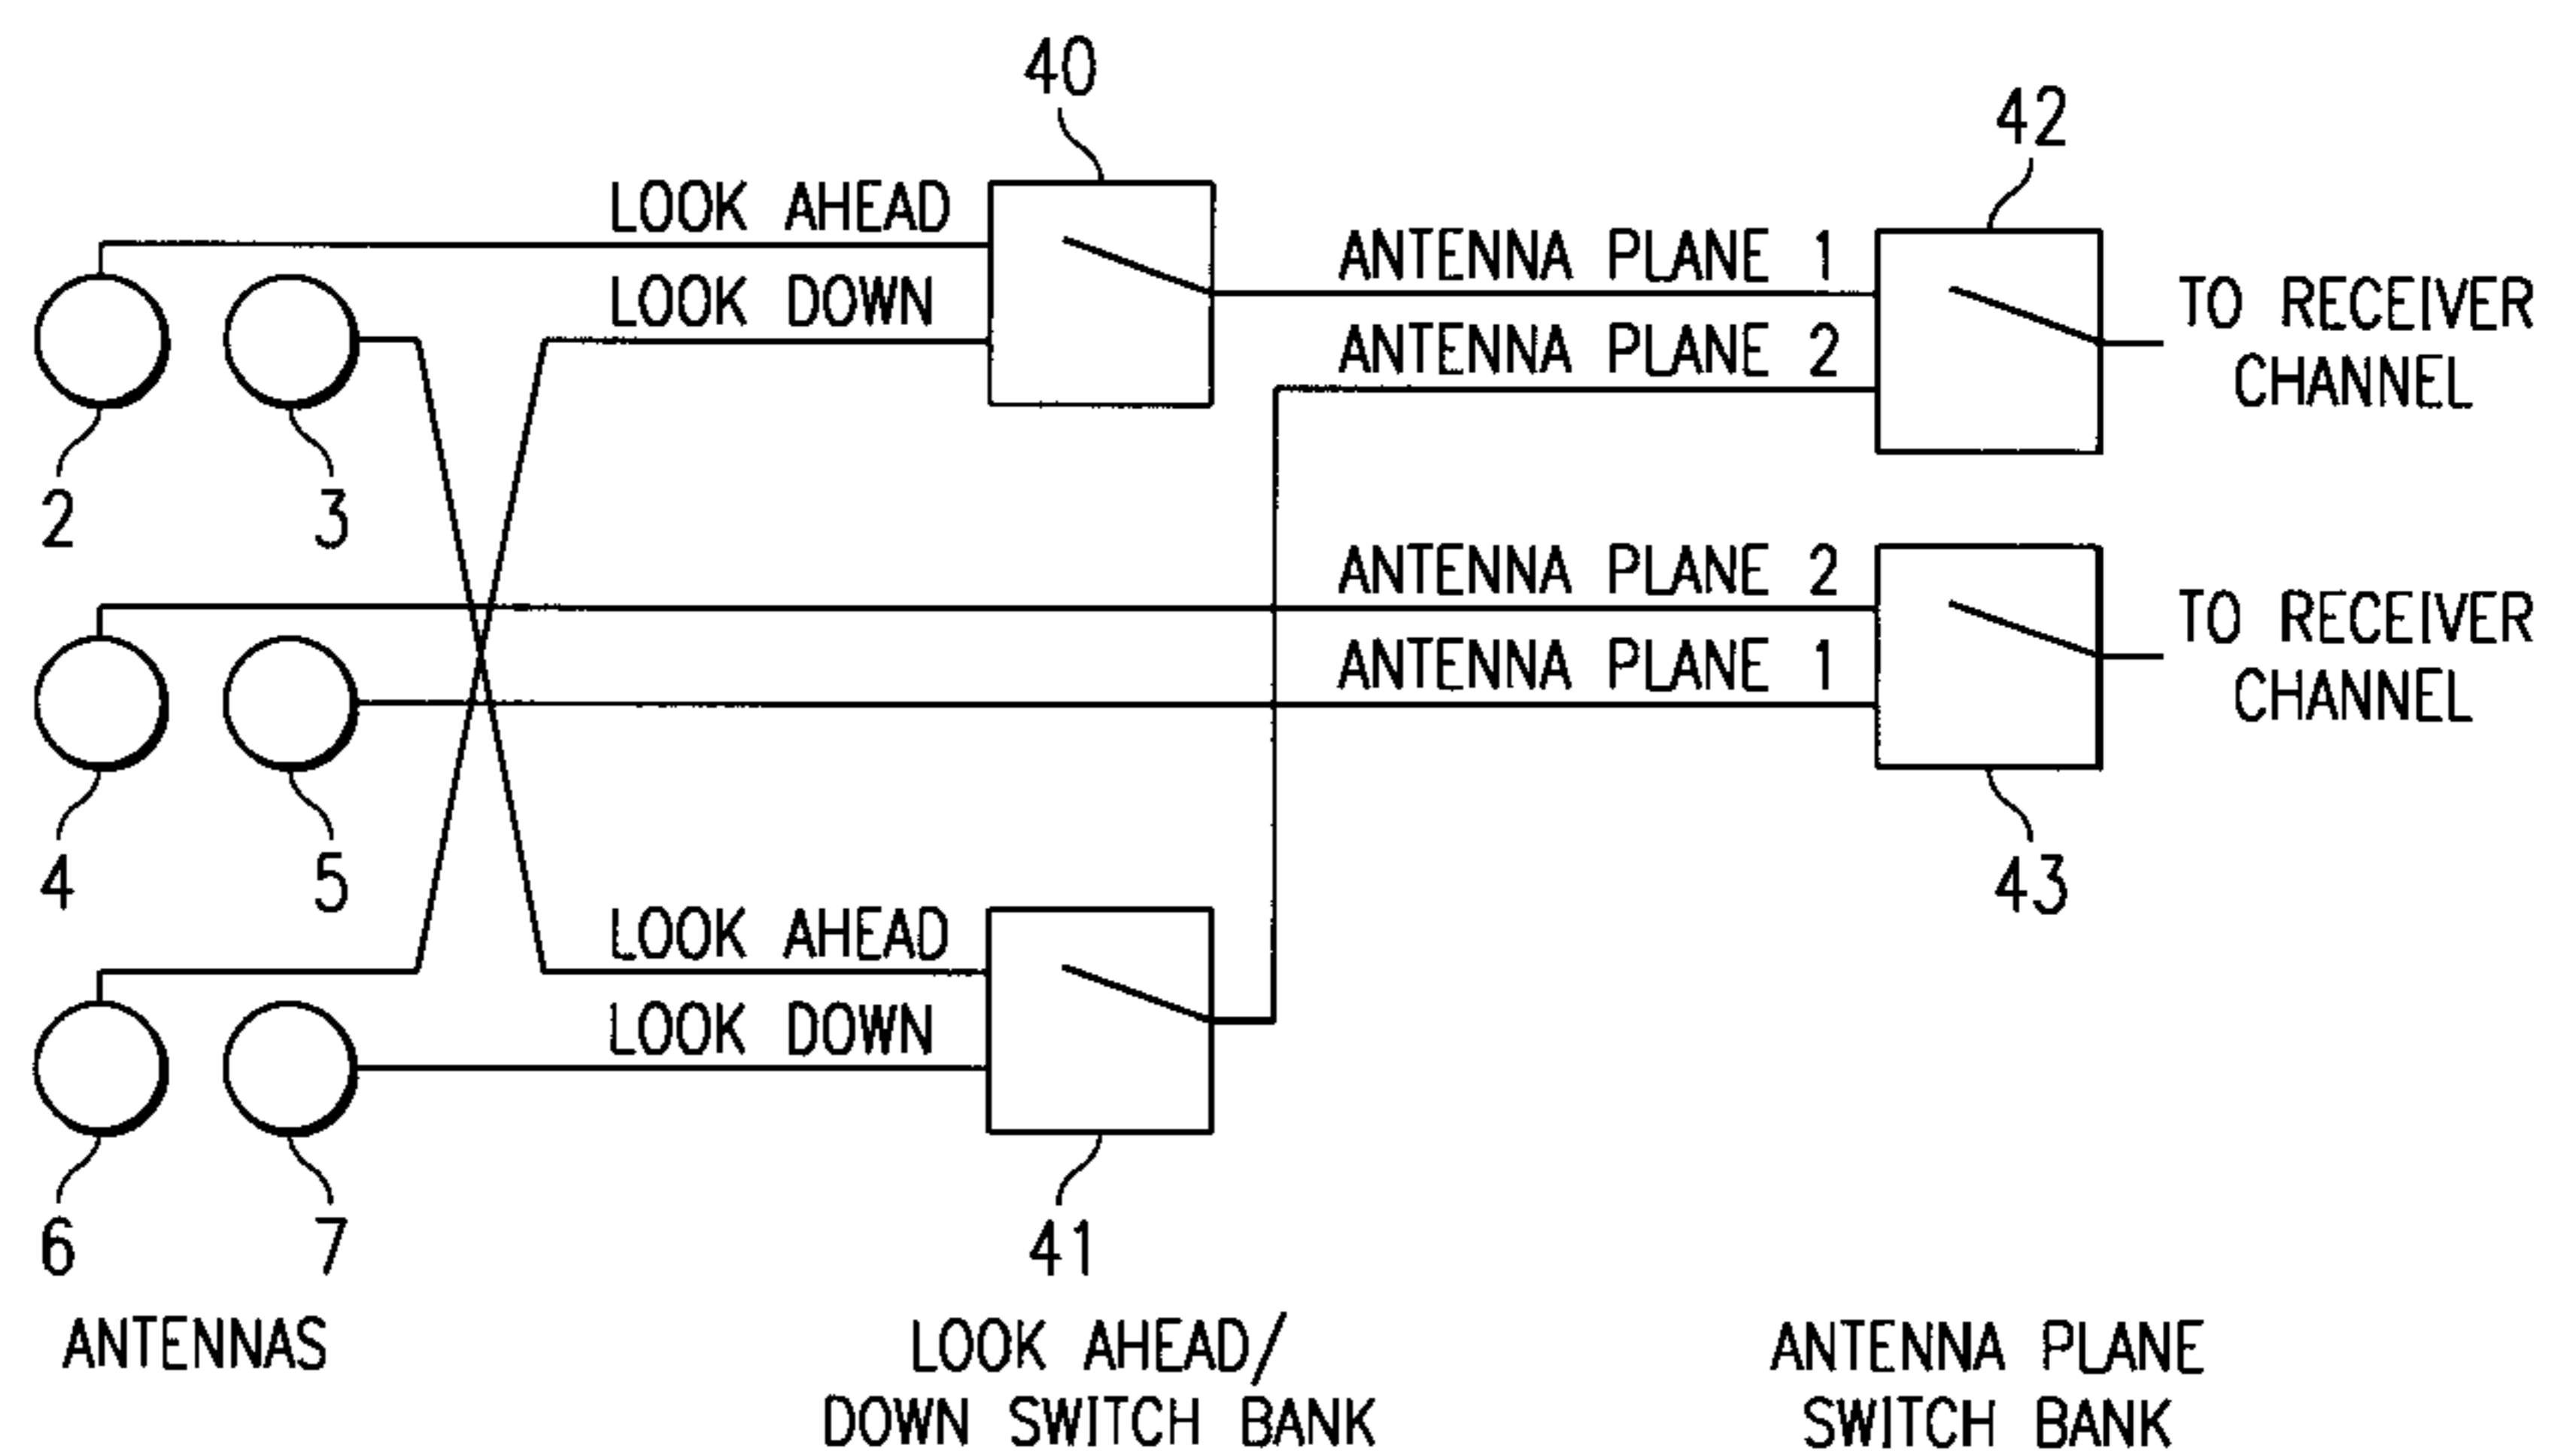 40
42
LOOK AHEAD
LOOK DOWN
ANTENNA PLANE 1
ANTENNA PLANE 2
TO RECEIVER
CHANNEL
2
3
ANTENNA PLANE 2
ANTENNA PLANE 1
TO RECEIVER
CHANNEL
4
5
43
LOOK AHEAD
LOOK DOWN
6
7
41
ANTENNAS
LOOK AHEAD/
DOWN SWITCH BANK
ANTENNA PLANE
SWITCH BANK